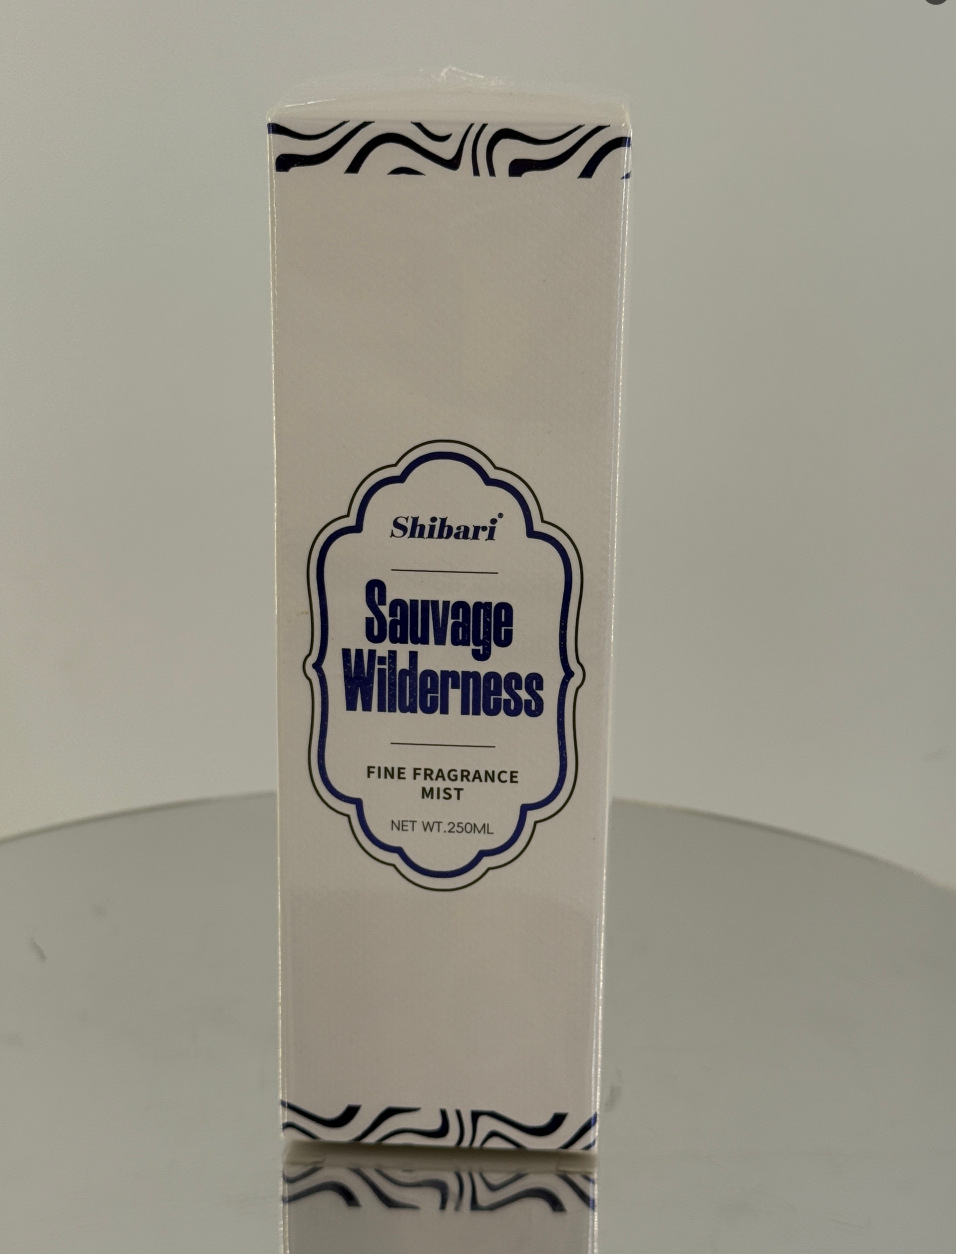 Shibari®
Sauvage
Wilderness
FINE FRAGRANCE
MIST
NET WT.250ML